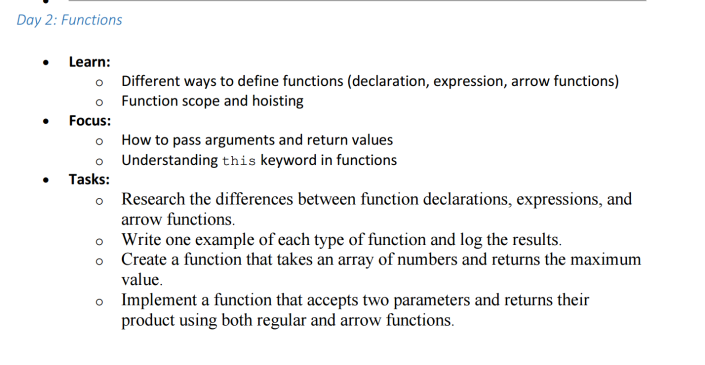 Day 2: Functions
• Learn:
o Different ways to define functions (declaration, expression, arrow functions)
o Function scope and hoisting
• Focus:
o How to pass arguments and return values
o Understanding this keyword in functions
• Tasks:
o Research the differences between function declarations, expressions, and
arrow functions.
o Write one example of each type of function and log the results.
o Create a function that takes an array of numbers and returns the maximum
value.
o Implement a function that accepts two parameters and returns their
product using both regular and arrow functions.